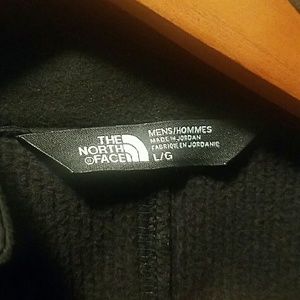 THE
NORTH
FACE
MENS/HOMMES
MADE IN JORDAN
FABRIQUÉ EN JORDANIE
L/G